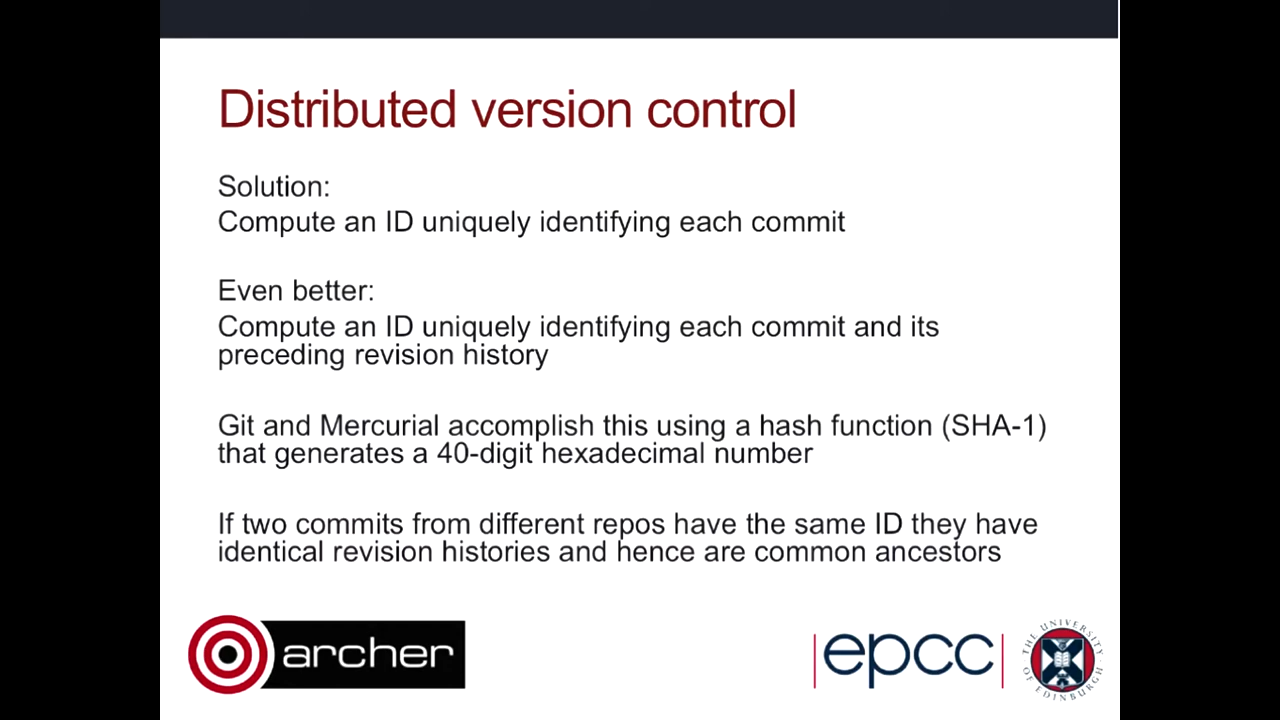 Distributed version control
Solution:
Compute an ID uniquely identifying each commit
Even better:
Compute an ID uniquely identifying each commit and its
preceding revision history
Git and Mercurial accomplish this using a hash function (SHA-1)
that generates a 40-digit hexadecimal number
If two commits from different repos have the same ID they have
identical revision histories and hence are common ancestors
archer
epcc
THE UNIVERSITY
OF EDINBURGH